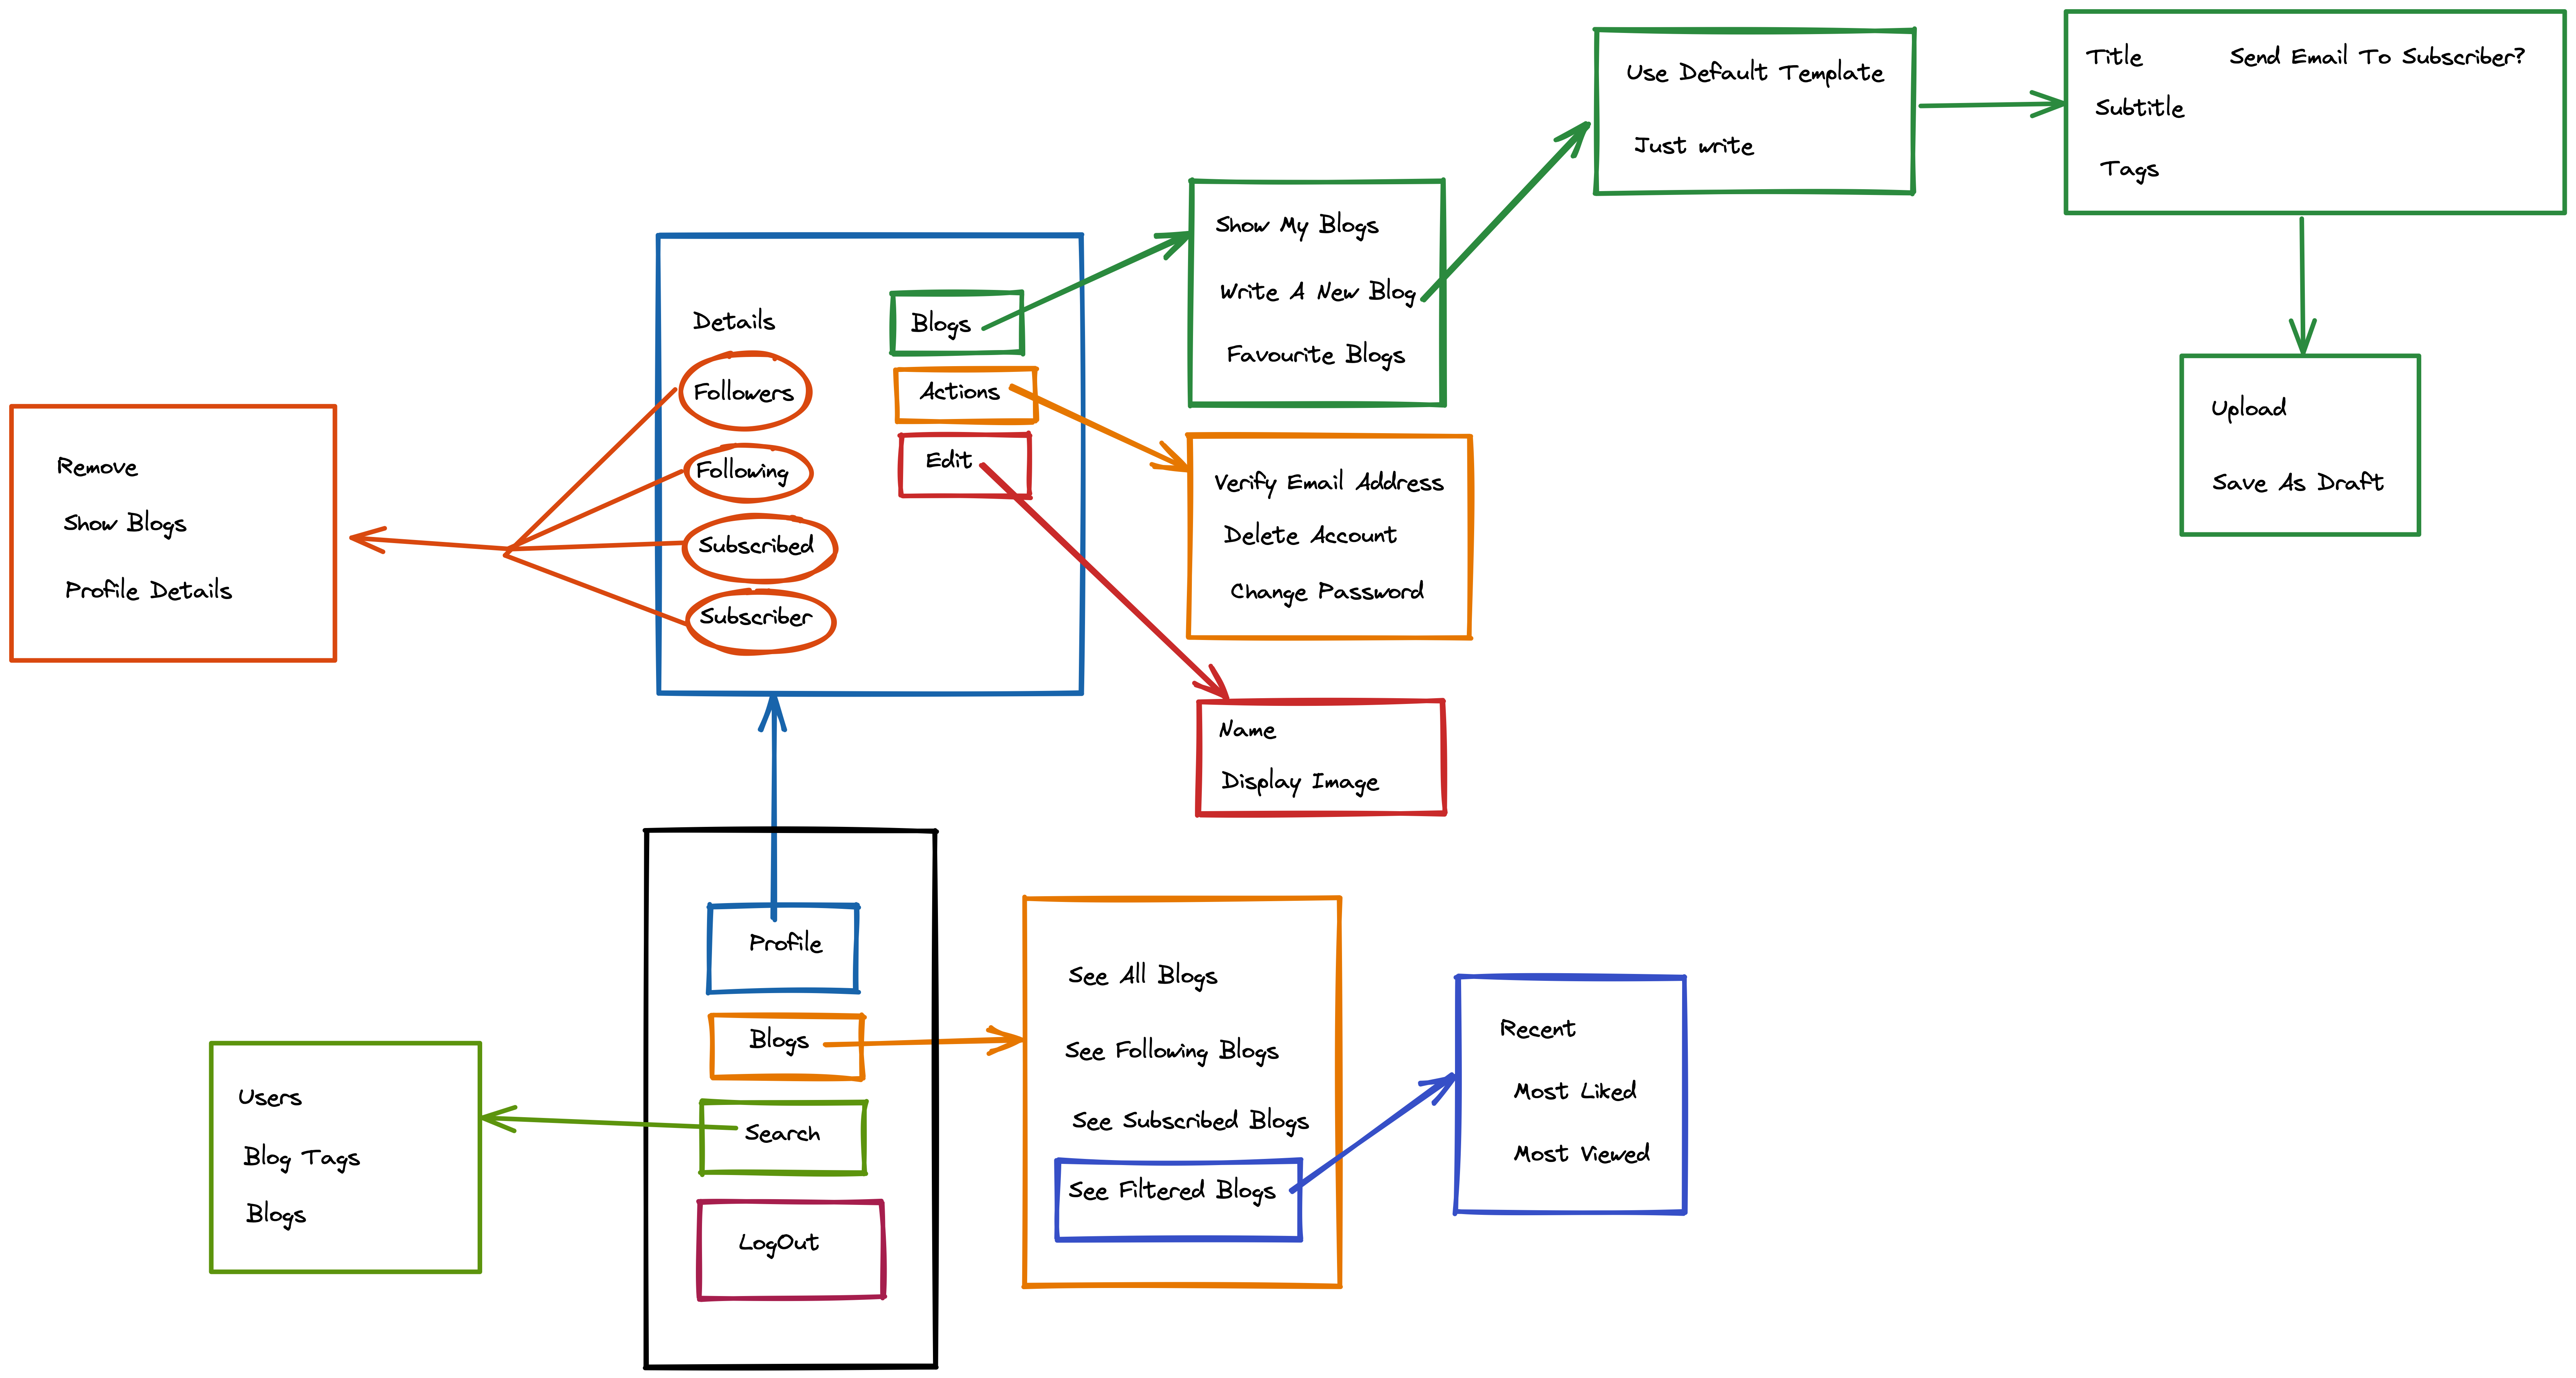 Title
Send Email To Subscriber?
Subtitle
Tags
Use Default Template
Just write
Show My Blogs
Write A New Blog
Favourite Blogs
Upload
Save As Draft
Details
Followers
Following
Subscribed
Subscriber
Blogs
Actions
Edit
Remove
Show Blogs
Profile Details
Verify Email Address
Delete Account
Change Password
Name
Display Image
Profile
Blogs
Search
LogOut
See All Blogs
See Following Blogs
See Subscribed Blogs
See Filtered Blogs
Recent
Most Liked
Most Viewed
Users
Blog Tags
Blogs